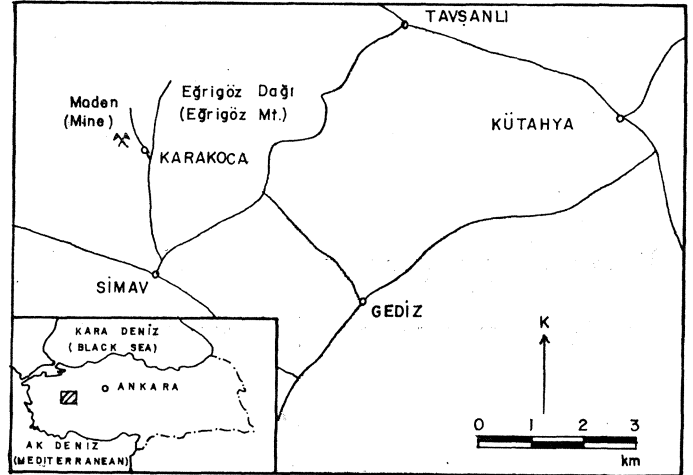 TAVŞANLI
Eğrigöz Dağı
(Eğrigöz Mt.)
Maden
(Mine)
KÜTAHYA
KARAKOCA
SİMAV
GEDİZ
KARA DENİZ
(BLACK SEA)
K
ANKARA
0 1 2 3
km
AK DENİZ
(MEDITERRANEAN)